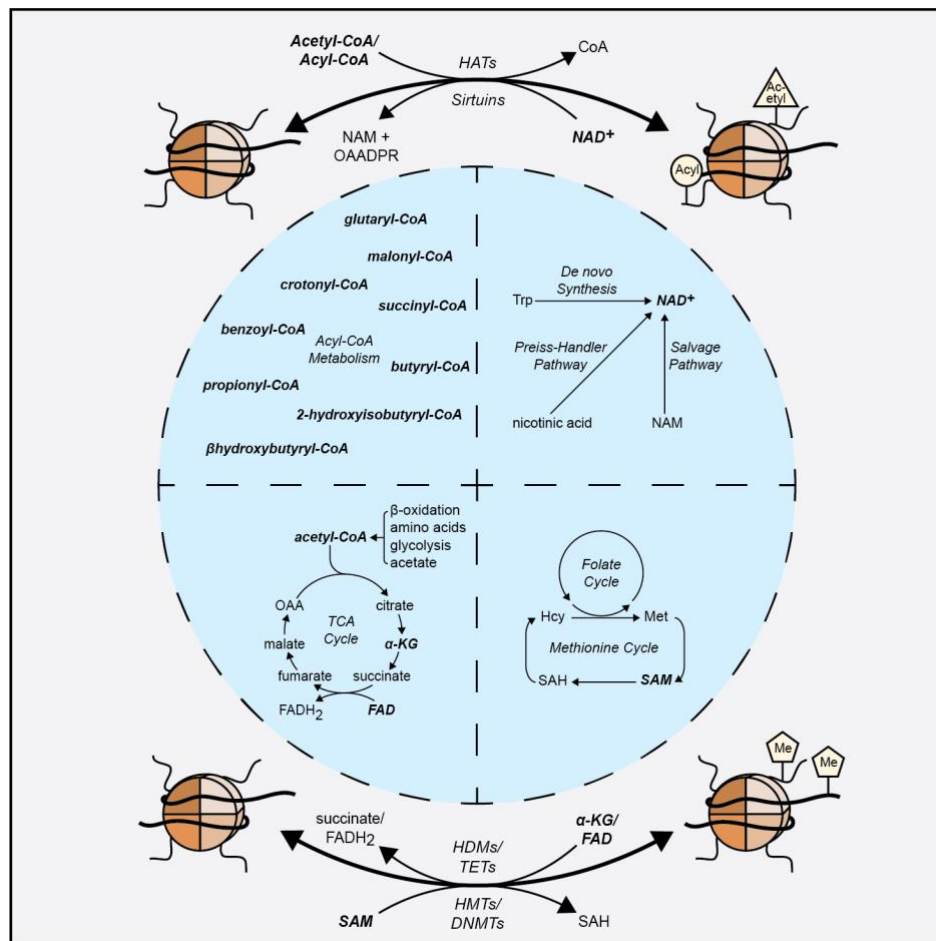 Acetyl-CoA/
Acyl-CoA
HATs
CoA
Sirtuins
NAM +
OAADPR
NAD+
Ac-
etyl
Acyl
glutaryl-CoA
malonyl-CoA
crotonyl-CoA
succinyl-CoA
benzoyl-CoA
Acyl-CoA
Metabolism
butyryl-CoA
propionyl-CoA
2-hydroxyisobutyryl-CoA
βhydroxybutyryl-CoA
De novo
Synthesis
Trp
NAD+
Preiss-Handler
Pathway
Salvage
Pathway
nicotinic acid
NAM
acetyl-CoA
β-oxidation
amino acids
glycolysis
acetate
OAA
citrate
TCA
Cycle
malate
α-KG
fumarate
succinate
FADH2
FAD
Folate
Cycle
Hcy
Met
Methionine Cycle
SAH
SAM
Me
Me
succinate/
FADH2
HDMs/
TETs
α-KG/
FAD
SAM
HMTs/
DNMTs
SAH